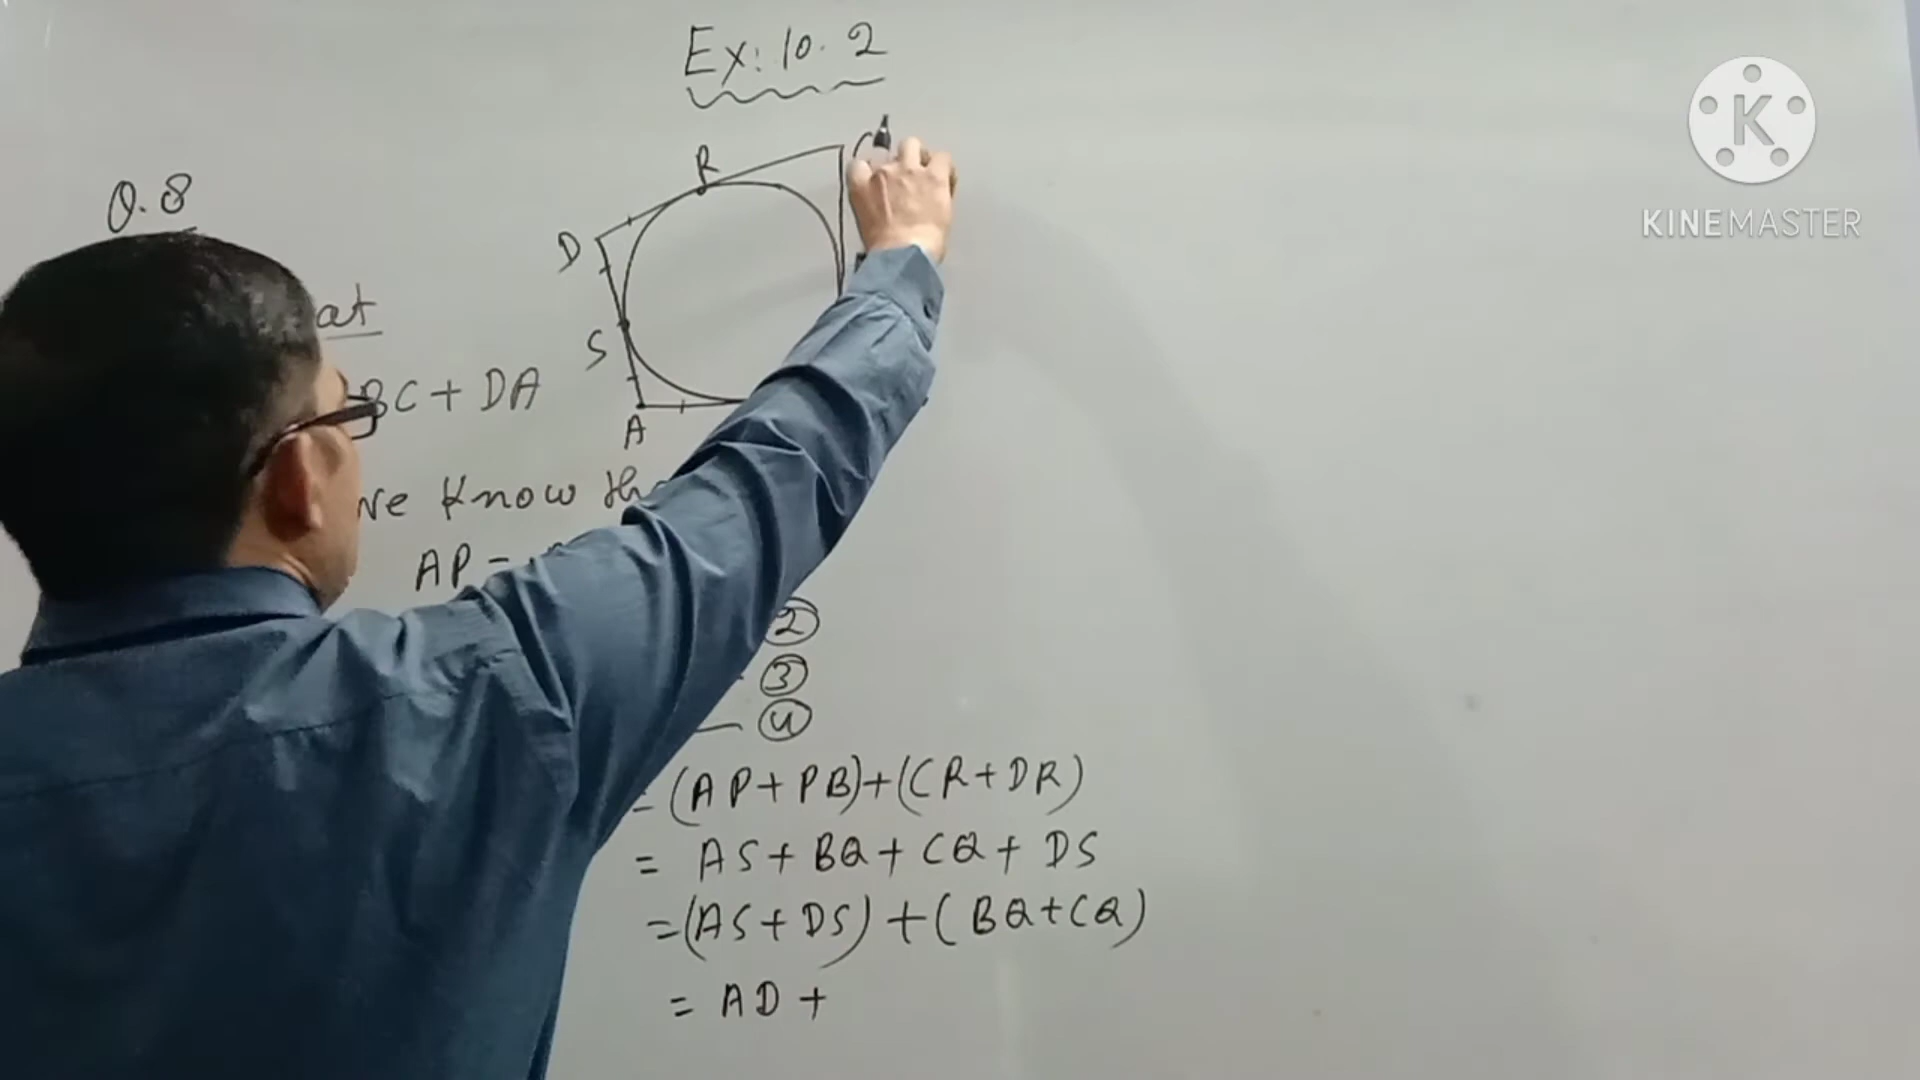 Ex: 10.2
Q.8
R
C
D
S
A
at
BC + DA
we know
AP =
②
③
④
= (AP + PB) + (CR + DR)
= AS + BQ + CQ + DS
= (AS + DS) + (BQ + CQ)
= AD +
K
KINEMASTER